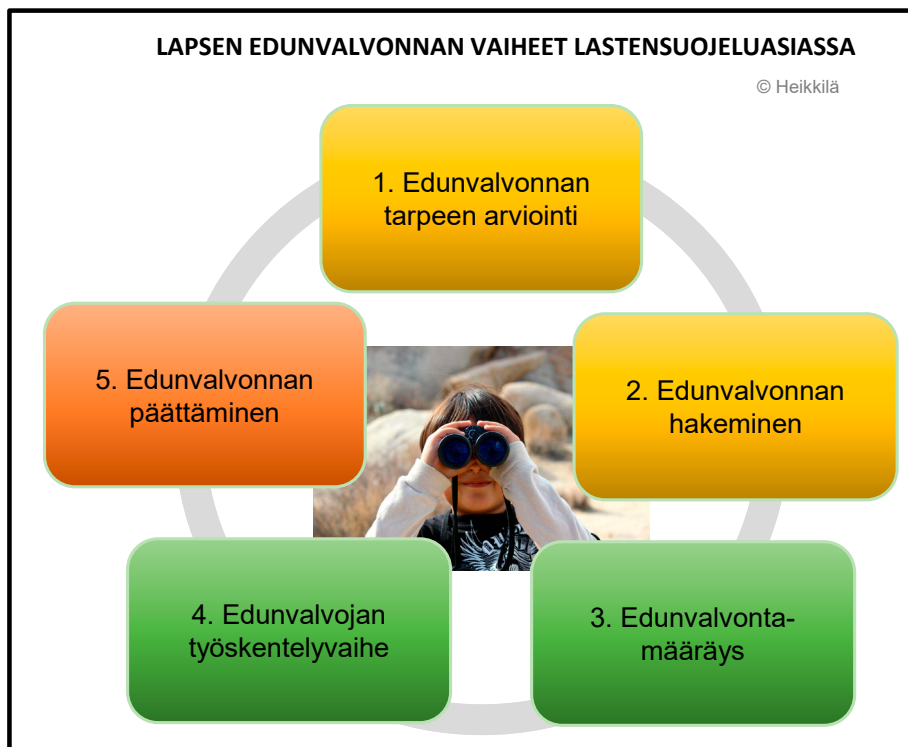 LAPSEN EDUNVALVONNAN VAIHEET LASTENSUOJELUASIASSA
© Heikkilä
1. Edunvalvonnan
tarpeen arviointi
2. Edunvalvonnan
hakeminen
3. Edunvalvonta-
määräys
4. Edunvalvojan
työskentelyvaihe
5. Edunvalvonnan
päättäminen